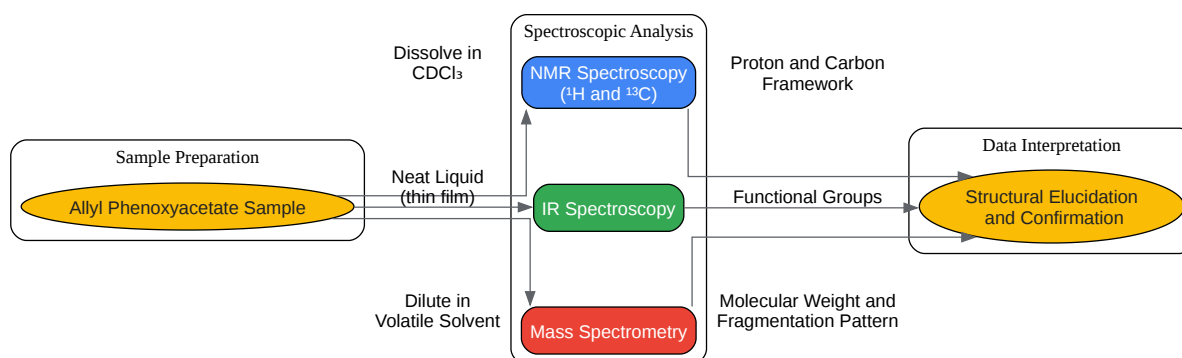 Spectroscopic Analysis
Dissolve in
CDCl₃
NMR Spectroscopy
(¹H and ¹³C)
Proton and Carbon
Framework
Sample Preparation
Data Interpretation
Neat Liquid
(thin film)
Allyl Phenoxyacetate Sample
IR Spectroscopy
Functional Groups
Structural Elucidation
and Confirmation
Dilute in
Volatile Solvent
Mass Spectrometry
Molecular Weight and
Fragmentation Pattern